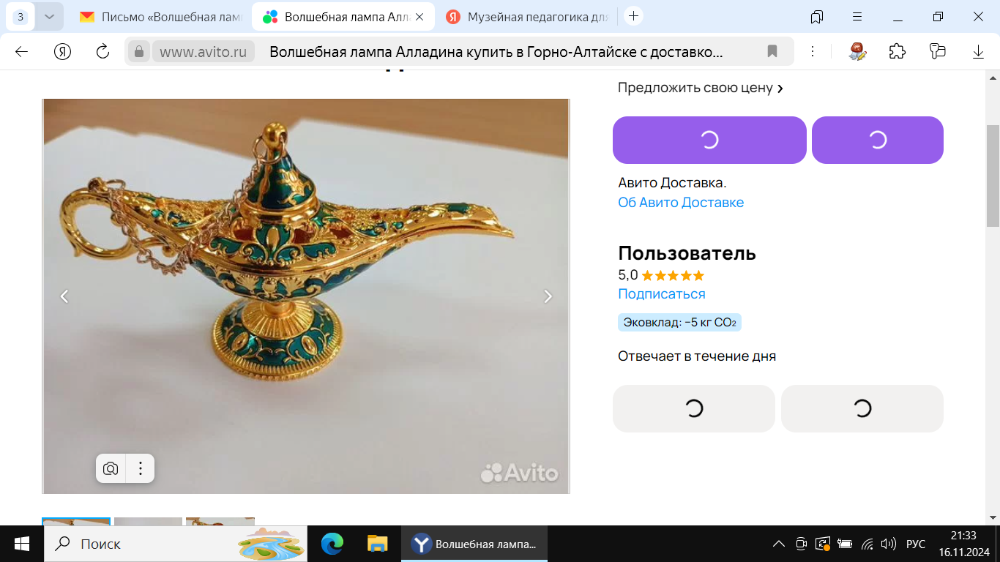 3
Письмо «Волшебная лам
Волшебная лампа Алл
Музейная педагогика для
www.avito.ru
Волшебная лампа Алладина купить в Горно-Алтайске с доставко...
Предложить свою цену
Авито Доставка.
Об Авито Доставке
Пользователь
5,0
Подписаться
Эковклад: −5 кг CO2
Отвечает в течение дня
Avito
Поиск
Волшебная лампа...
РУС
21:33
16.11.2024